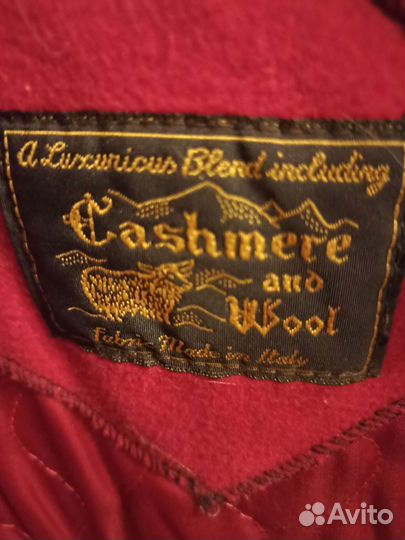 a Luxurious Blend including
Cashmere
and
Wool
Fabric Made in Italy
Avito